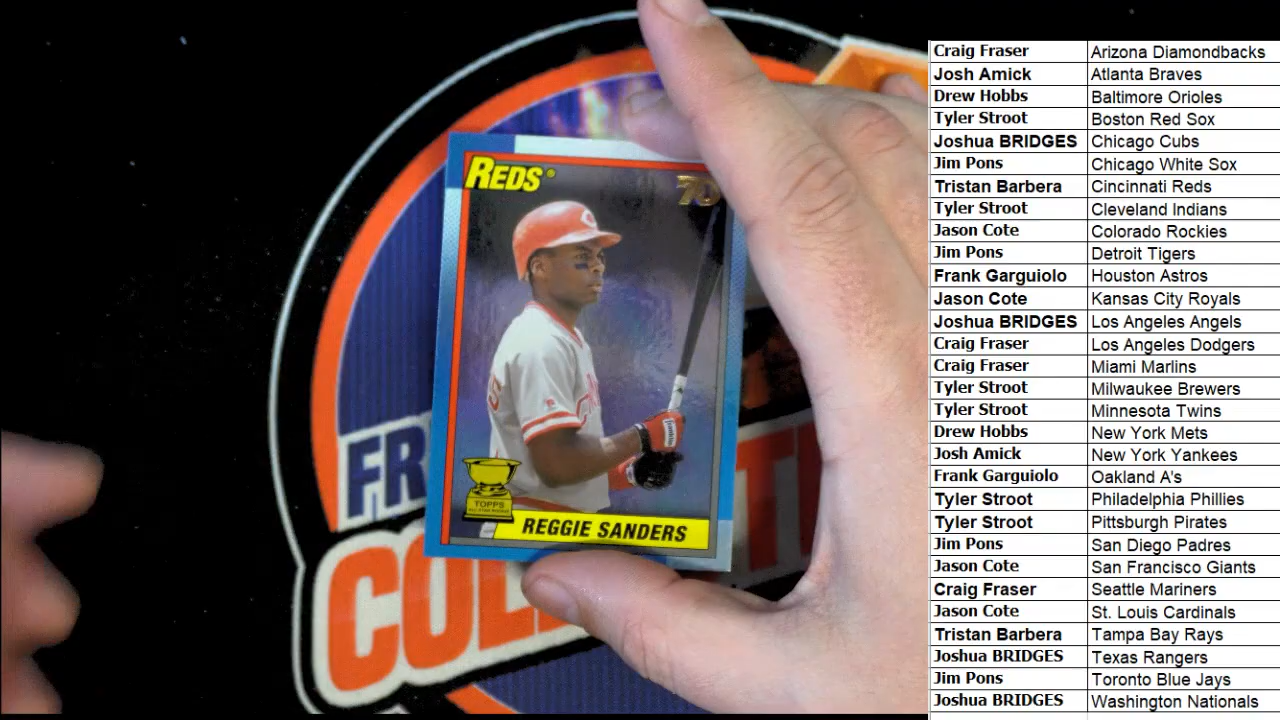 REDS
70
TOPPS
ALL-STAR ROOKIE
REGGIE SANDERS
FR
COL
Craig Fraser Arizona Diamondbacks
Josh Amick Atlanta Braves
Drew Hobbs Baltimore Orioles
Tyler Stroot Boston Red Sox
Joshua BRIDGES Chicago Cubs
Jim Pons Chicago White Sox
Tristan Barbera Cincinnati Reds
Tyler Stroot Cleveland Indians
Jason Cote Colorado Rockies
Jim Pons Detroit Tigers
Frank Garguiolo Houston Astros
Jason Cote Kansas City Royals
Joshua BRIDGES Los Angeles Angels
Craig Fraser Los Angeles Dodgers
Craig Fraser Miami Marlins
Tyler Stroot Milwaukee Brewers
Tyler Stroot Minnesota Twins
Drew Hobbs New York Mets
Josh Amick New York Yankees
Frank Garguiolo Oakland A's
Tyler Stroot Philadelphia Phillies
Tyler Stroot Pittsburgh Pirates
Jim Pons San Diego Padres
Jason Cote San Francisco Giants
Craig Fraser Seattle Mariners
Jason Cote St. Louis Cardinals
Tristan Barbera Tampa Bay Rays
Joshua BRIDGES Texas Rangers
Jim Pons Toronto Blue Jays
Joshua BRIDGES Washington Nationals